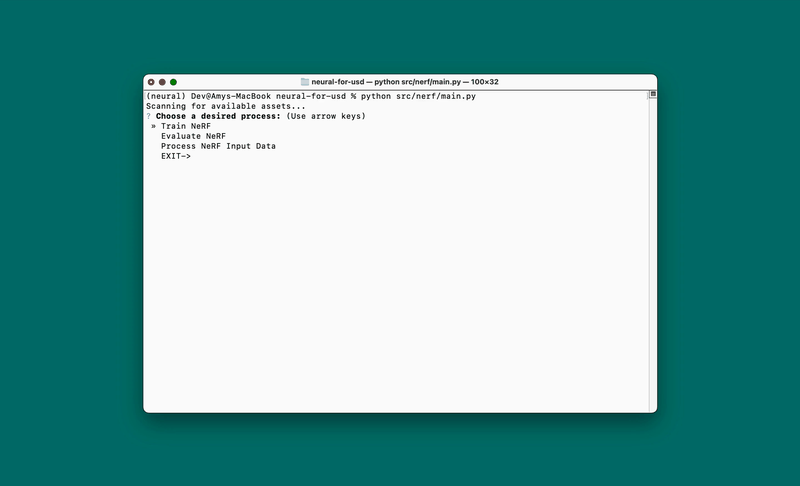 neural-for-usd — python src/nerf/main.py — 100×32
(neural) Dev@Amys-MacBook neural-for-usd % python src/nerf/main.py
Scanning for available assets...
? Choose a desired process: (Use arrow keys)
» Train NeRF
Evaluate NeRF
Process NeRF Input Data
EXIT->